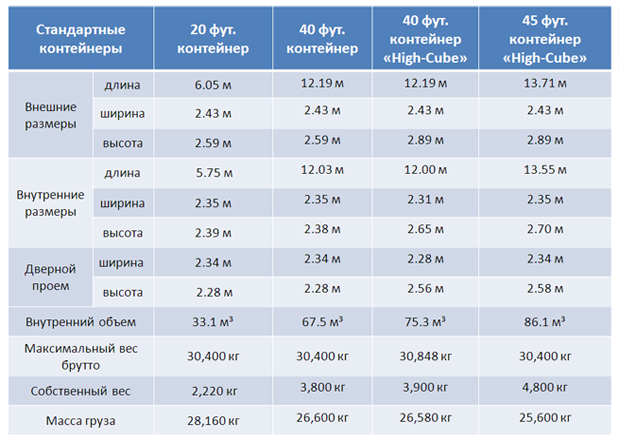 Стандартные контейнеры | 20 фут. контейнер | 40 фут. контейнер | 40 фут. контейнер «High-Cube» | 45 фут. контейнер «High-Cube»
Внешние размеры | длина | 6.05 м | 12.19 м | 12.19 м | 13.71 м
ширина | 2.43 м | 2.43 м | 2.43 м | 2.43 м
высота | 2.59 м | 2.59 м | 2.89 м | 2.89 м
Внутренние размеры | длина | 5.75 м | 12.03 м | 12.00 м | 13.55 м
ширина | 2.35 м | 2.35 м | 2.31 м | 2.35 м
высота | 2.39 м | 2.38 м | 2.65 м | 2.70 м
Дверной проем | ширина | 2.34 м | 2.34 м | 2.28 м | 2.34 м
высота | 2.28 м | 2.28 м | 2.56 м | 2.58 м
Внутренний объем | 33.1 м³ | 67.5 м³ | 75.3 м³ | 86.1 м³
Максимальный вес брутто | 30,400 кг | 30,400 кг | 30,848 кг | 30,400 кг
Собственный вес | 2,220 кг | 3,800 кг | 3,900 кг | 4,800 кг
Масса груза | 28,160 кг | 26,600 кг | 26,580 кг | 25,600 кг